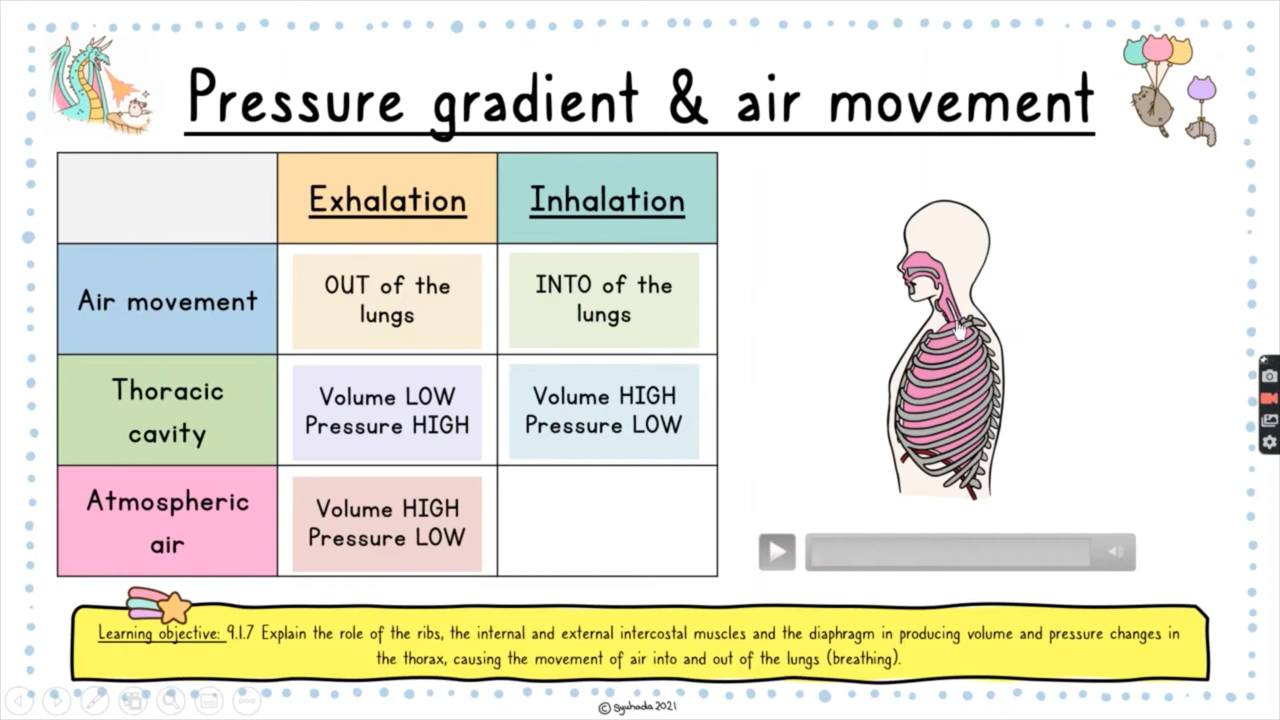 Pressure gradient & air movement
Exhalation
Inhalation
Air movement
OUT of the
lungs
INTO of the
lungs
Thoracic
cavity
Volume LOW
Pressure HIGH
Volume HIGH
Pressure LOW
Atmospheric
air
Volume HIGH
Pressure LOW
Learning objective: 9.1.7 Explain the role of the ribs, the internal and external intercostal muscles and the diaphragm in producing volume and pressure changes in
the thorax, causing the movement of air into and out of the lungs (breathing).
© Syuhada 2021